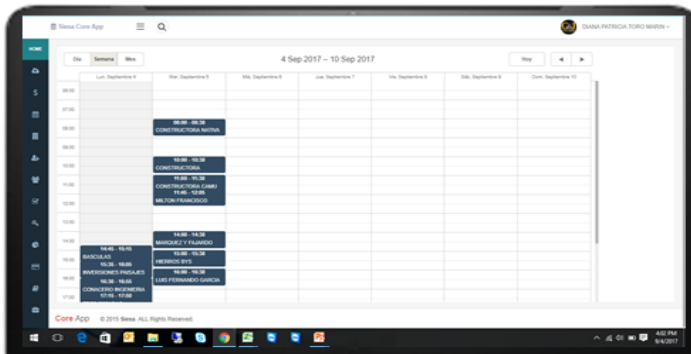 Siesa Core App
DIANA PATRICIA TORO MARIN
HOME
Día Semana Mes
4 Sep 2017 – 10 Sep 2017
Hoy
Lun, Septiembre 4 Mar, Septiembre 5 Mié, Septiembre 6 Jue, Septiembre 7 Vie, Septiembre 8 Sáb, Septiembre 9 Dom, Septiembre 10
06:00
07:00
08:00
08:00 - 08:30
CONSTRUCTORA NATIVA
09:00
10:00
10:00 - 10:30
CONSTRUCTORA
11:00
11:00 - 11:30
CONSTRUCTORA CAMU
11:45 - 12:05
12:00
MILTON FRANCISCO
13:00
14:00
14:00 - 14:30
MARQUEZ Y FAJARDO
14:45 - 15:15
BASCULAS
15:00
15:00 - 15:30
HIERROS BYS
15:35 - 16:05
INVERSIONES PAISAJES
16:00
16:00 - 16:30
LUIS FERNANDO GARCIA
16:30 - 16:55
CONACERO INGENIERIA
17:00
17:15 - 17:50
Core App © 2015 Siesa. ALL Rights Reserved.
4:02 PM
9/4/2017